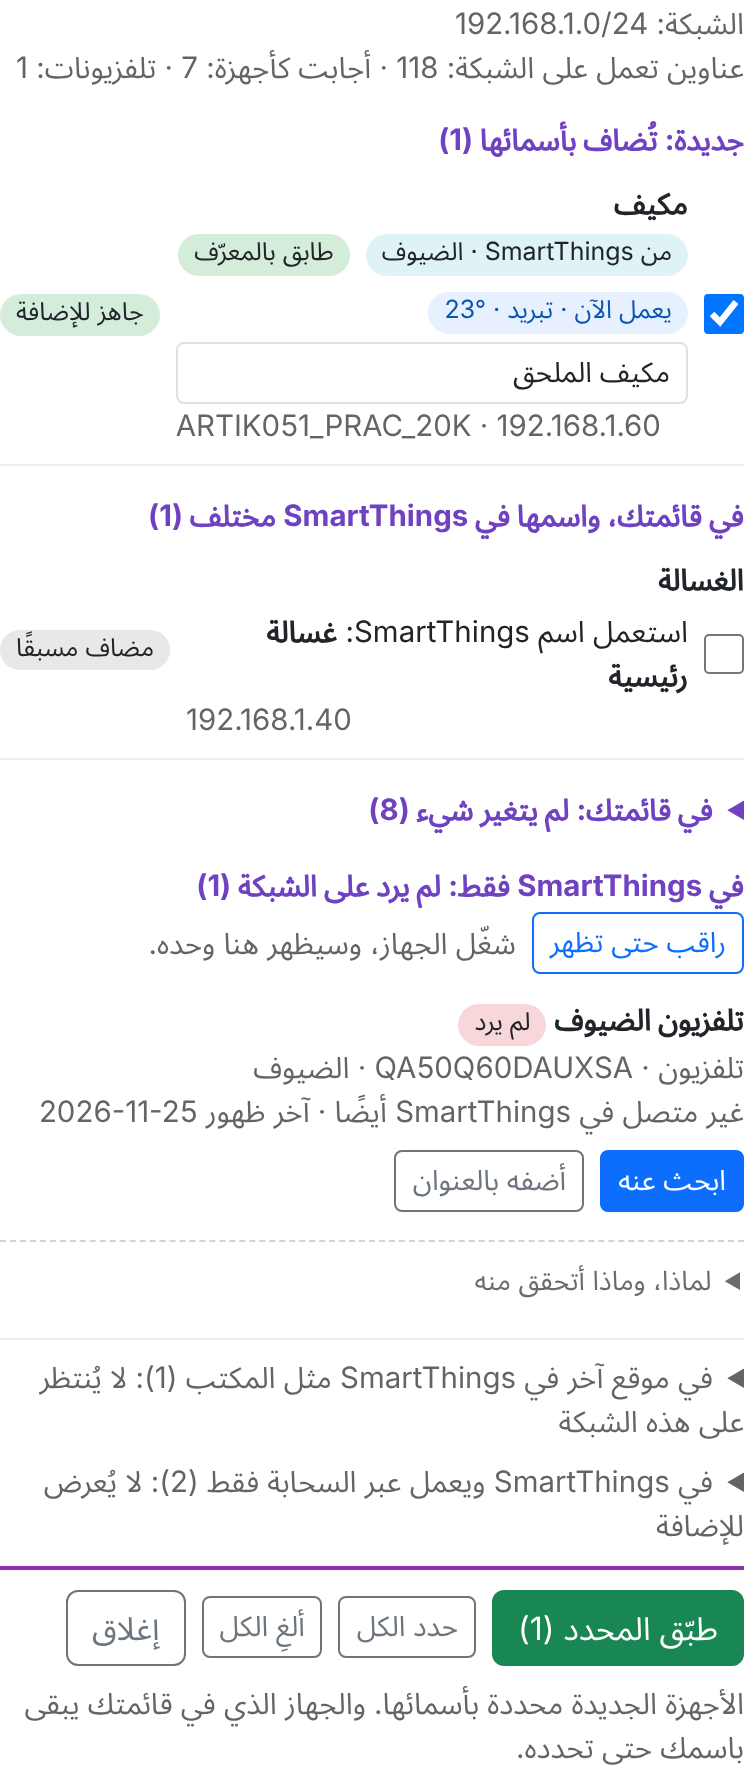 الشبكة: 192.168.1.0/24
عناوين تعمل على الشبكة: 118 · أجابت كأجهزة: 7 · تلفزيونات: 1
جديدة: تُضاف بأسمائها (1)
مكيف
من SmartThings · الضيوف
طابق بالمعرّف
يعمل الآن · تبريد · 23°
جاهز للإضافة
مكيف الملحق
ARTIK051_PRAC_20K · 192.168.1.60
في قائمتك، واسمها في SmartThings مختلف (1)
الغسالة
استعمل اسم SmartThings: غسالة
رئيسية
مضاف مسبقًا
192.168.1.40
في قائمتك: لم يتغير شيء (8)
في SmartThings فقط: لم يرد على الشبكة (1)
راقب حتى تظهر
شغّل الجهاز، وسيظهر هنا وحده.
تلفزيون الضيوف
لم يرد
تلفزيون · QA50Q60DAUXSA · الضيوف
غير متصل في SmartThings أيضًا · آخر ظهور 25-11-2026
ابحث عنه
أضفه بالعنوان
لماذا، وماذا أتحقق منه
في موقع آخر في SmartThings مثل المكتب (1): لا يُنتظر
على هذه الشبكة
في SmartThings ويعمل عبر السحابة فقط (2): لا يُعرض
للإضافة
طبّق المحدد (1)
حدد الكل
ألغِ الكل
إغلاق
الأجهزة الجديدة محددة بأسمائها. والجهاز الذي في قائمتك يبقى
باسمك حتى تحدده.